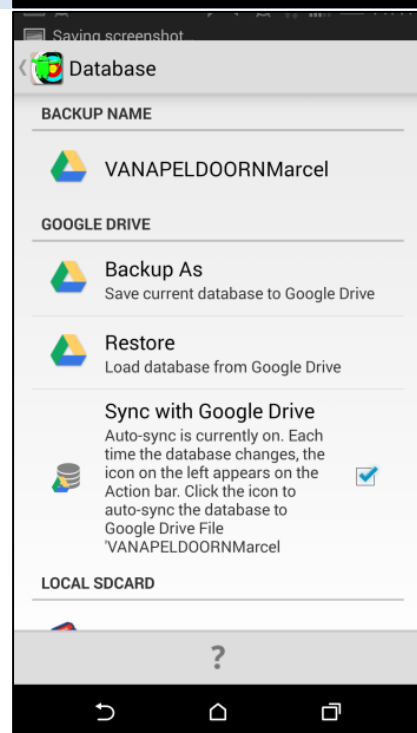 Saving screenshot...
Database
BACKUP NAME
VANAPELDOORNMarcel
GOOGLE DRIVE
Backup As
Save current database to Google Drive
Restore
Load database from Google Drive
Sync with Google Drive
Auto-sync is currently on. Each
time the database changes, the
icon on the left appears on the
Action bar. Click the icon to
auto-sync the database to
Google Drive File
'VANAPELDOORNMarcel
LOCAL SDCARD
?